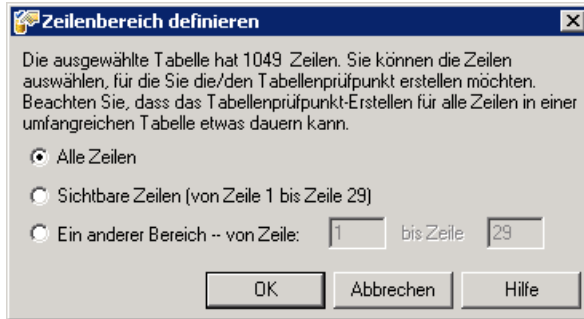 Zeilenbereich definieren
Die ausgewählte Tabelle hat 1049 Zeilen. Sie können die Zeilen
auswählen, für die Sie die/den Tabellenprüfpunkt erstellen möchten.
Beachten Sie, dass das Tabellenprüfpunkt-Erstellen für alle Zeilen in einer
umfangreichen Tabelle etwas dauern kann.
Alle Zeilen
Sichtbare Zeilen (von Zeile 1 bis Zeile 29)
Ein anderer Bereich -- von Zeile: 1 bis Zeile 29
OK Abbrechen Hilfe